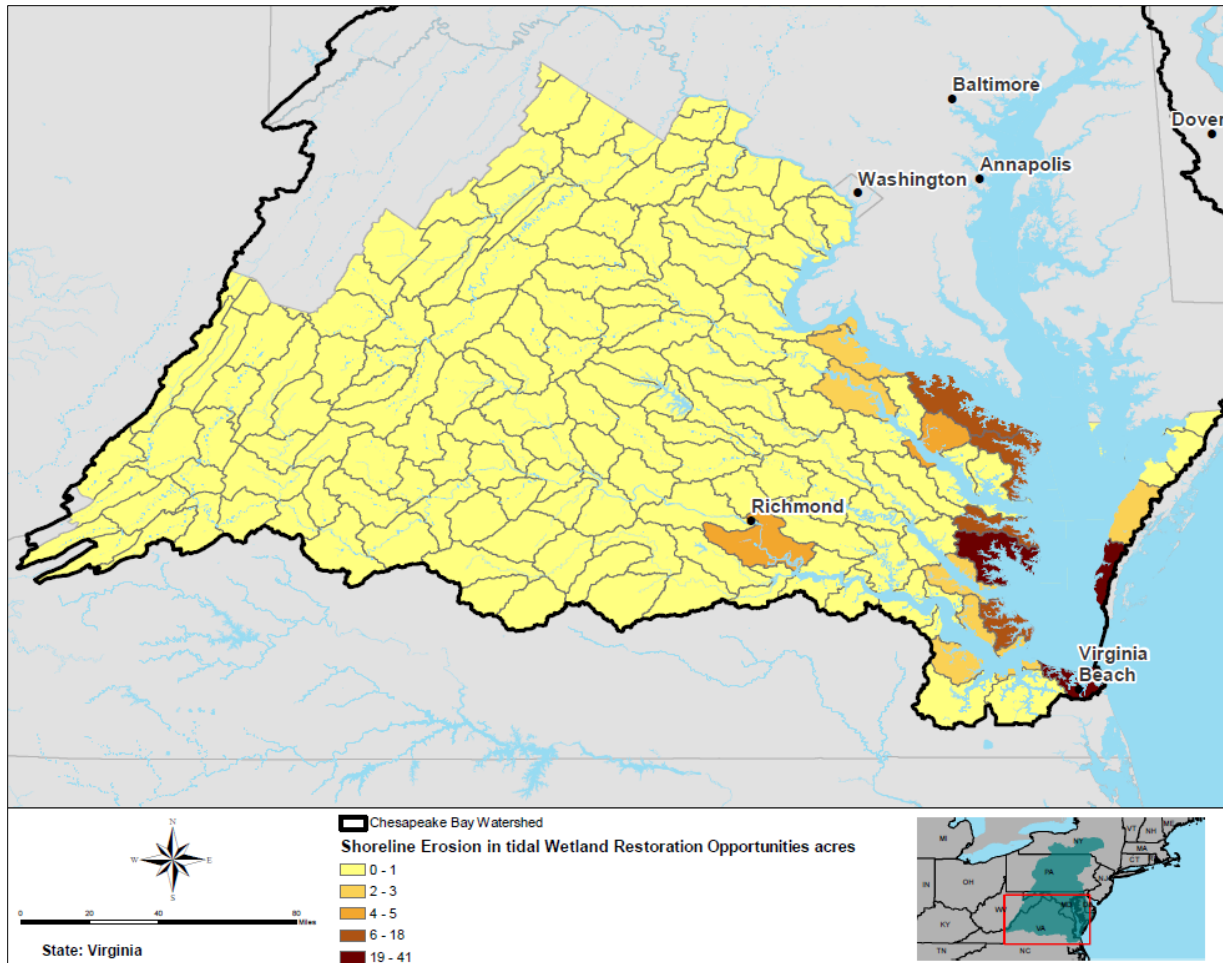 Baltimore
Dover
Annapolis
Washington
Richmond
Virginia
Beach
N
W
E
S
0
20
40
80
Miles
State: Virginia
Chesapeake Bay Watershed
Shoreline Erosion in tidal Wetland Restoration Opportunities acres
0 - 1
2 - 3
4 - 5
6 - 18
19 - 41
MI
NY
VT
NH
ME
MA
CT
PA
NJ
IN
OH
WV
MD
KY
VA
TN
NC